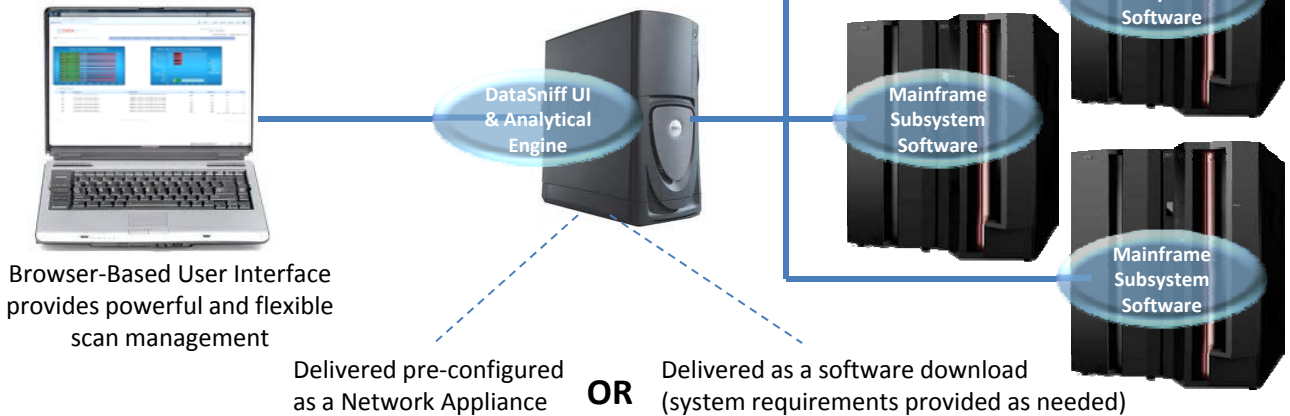 Software
DataSniff UI
& Analytical
Engine
Mainframe
Subsystem
Software
Mainframe
Subsystem
Software
Browser-Based User Interface
provides powerful and flexible
scan management
Delivered pre-configured
as a Network Appliance
OR
Delivered as a software download
(system requirements provided as needed)